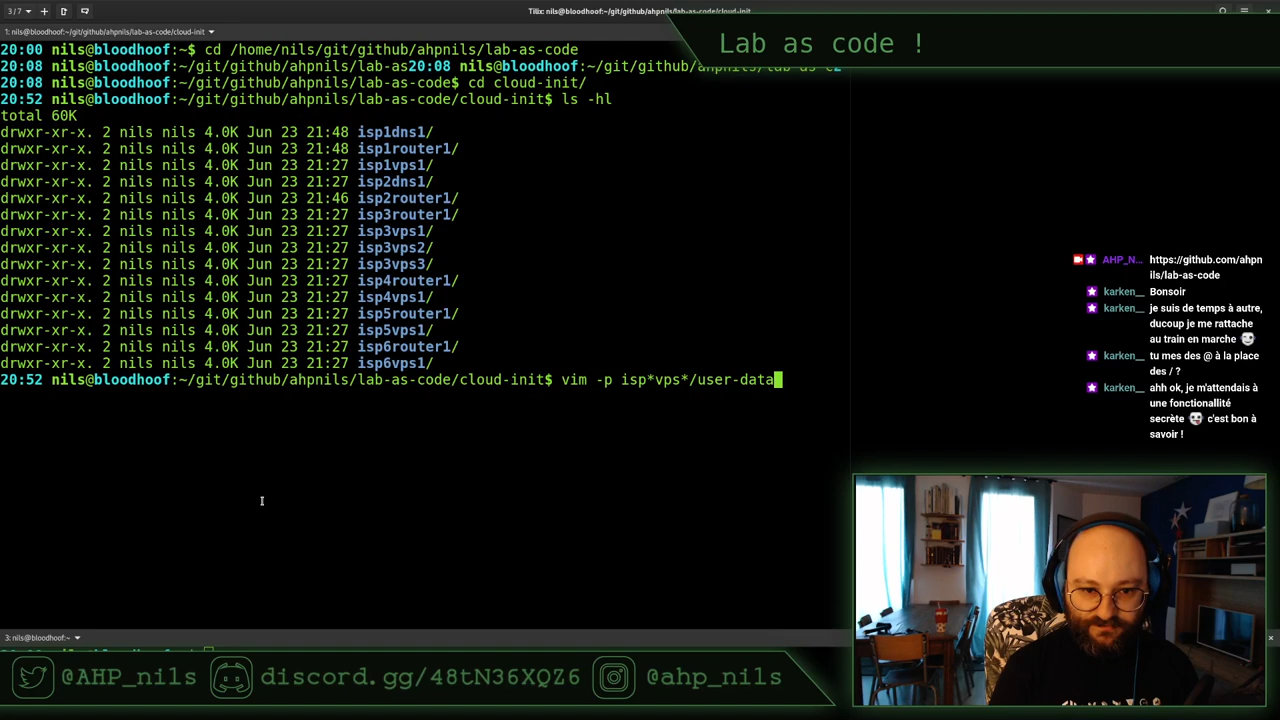 3 / 7
Tilix: nils@bloodhoof:~/git/github/ahpnils/lab-as-code/cloud-init
1: nils@bloodhoof:~/git/github/ahpnils/lab-as-code/cloud-init
Lab as code !
20:00 nils@bloodhoof:~$ cd /home/nils/git/github/ahpnils/lab-as-code
20:08 nils@bloodhoof:~/git/github/ahpnils/lab-as20:08 nils@bloodhoof:~/git/github/ahpnils/lab-as-c2
20:08 nils@bloodhoof:~/git/github/ahpnils/lab-as-code$ cd cloud-init/
20:52 nils@bloodhoof:~/git/github/ahpnils/lab-as-code/cloud-init$ ls -hl
total 60K
drwxr-xr-x. 2 nils nils 4.0K Jun 23 21:48 isp1dns1/
drwxr-xr-x. 2 nils nils 4.0K Jun 23 21:48 isp1router1/
drwxr-xr-x. 2 nils nils 4.0K Jun 23 21:27 isp1vps1/
drwxr-xr-x. 2 nils nils 4.0K Jun 23 21:27 isp2dns1/
drwxr-xr-x. 2 nils nils 4.0K Jun 23 21:46 isp2router1/
drwxr-xr-x. 2 nils nils 4.0K Jun 23 21:27 isp3router1/
drwxr-xr-x. 2 nils nils 4.0K Jun 23 21:27 isp3vps1/
drwxr-xr-x. 2 nils nils 4.0K Jun 23 21:27 isp3vps2/
drwxr-xr-x. 2 nils nils 4.0K Jun 23 21:27 isp3vps3/
drwxr-xr-x. 2 nils nils 4.0K Jun 23 21:27 isp4router1/
drwxr-xr-x. 2 nils nils 4.0K Jun 23 21:27 isp4vps1/
drwxr-xr-x. 2 nils nils 4.0K Jun 23 21:27 isp5router1/
drwxr-xr-x. 2 nils nils 4.0K Jun 23 21:27 isp5vps1/
drwxr-xr-x. 2 nils nils 4.0K Jun 23 21:27 isp6router1/
drwxr-xr-x. 2 nils nils 4.0K Jun 23 21:27 isp6vps1/
20:52 nils@bloodhoof:~/git/github/ahpnils/lab-as-code/cloud-init$ vim -p isp*vps*/user-data
AHP_N... https://github.com/ahpn
ils/lab-as-code
karken__ Bonsoir
karken__ je suis de temps à autre,
ducoup je me rattache
au train en marche
karken__ tu mes des @ à la place
des / ?
karken__ ahh ok, je m'attendais à
une fonctionallité
secrète c'est bon à
savoir !
3: nils@bloodhoof:~
@AHP_nils
discord.gg/48tN36XQZ6
@ahp_nils